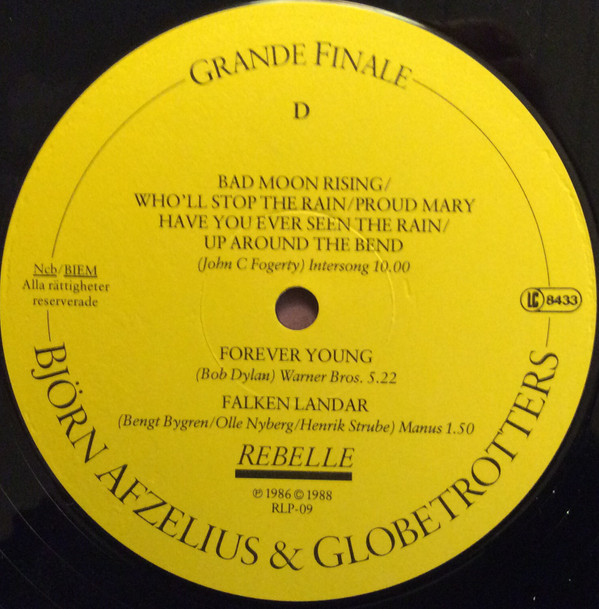 GRANDE FINALE
D
BAD MOON RISING/
WHO'LL STOP THE RAIN/PROUD MARY
HAVE YOU EVER SEEN THE RAIN/
UP AROUND THE BEND
(John C Fogerty) Intersong 10.00
Ncb/BIEM
Alla rättigheter
reserverade
LC 8433
FOREVER YOUNG
(Bob Dylan) Warner Bros. 5.22
FALKEN LANDAR
(Bengt Bygren/Olle Nyberg/Henrik Strube) Manus 1.50
REBELLE
℗ 1986 © 1988
RLP-09
BJÖRN AFZELIUS & GLOBETROTTERS